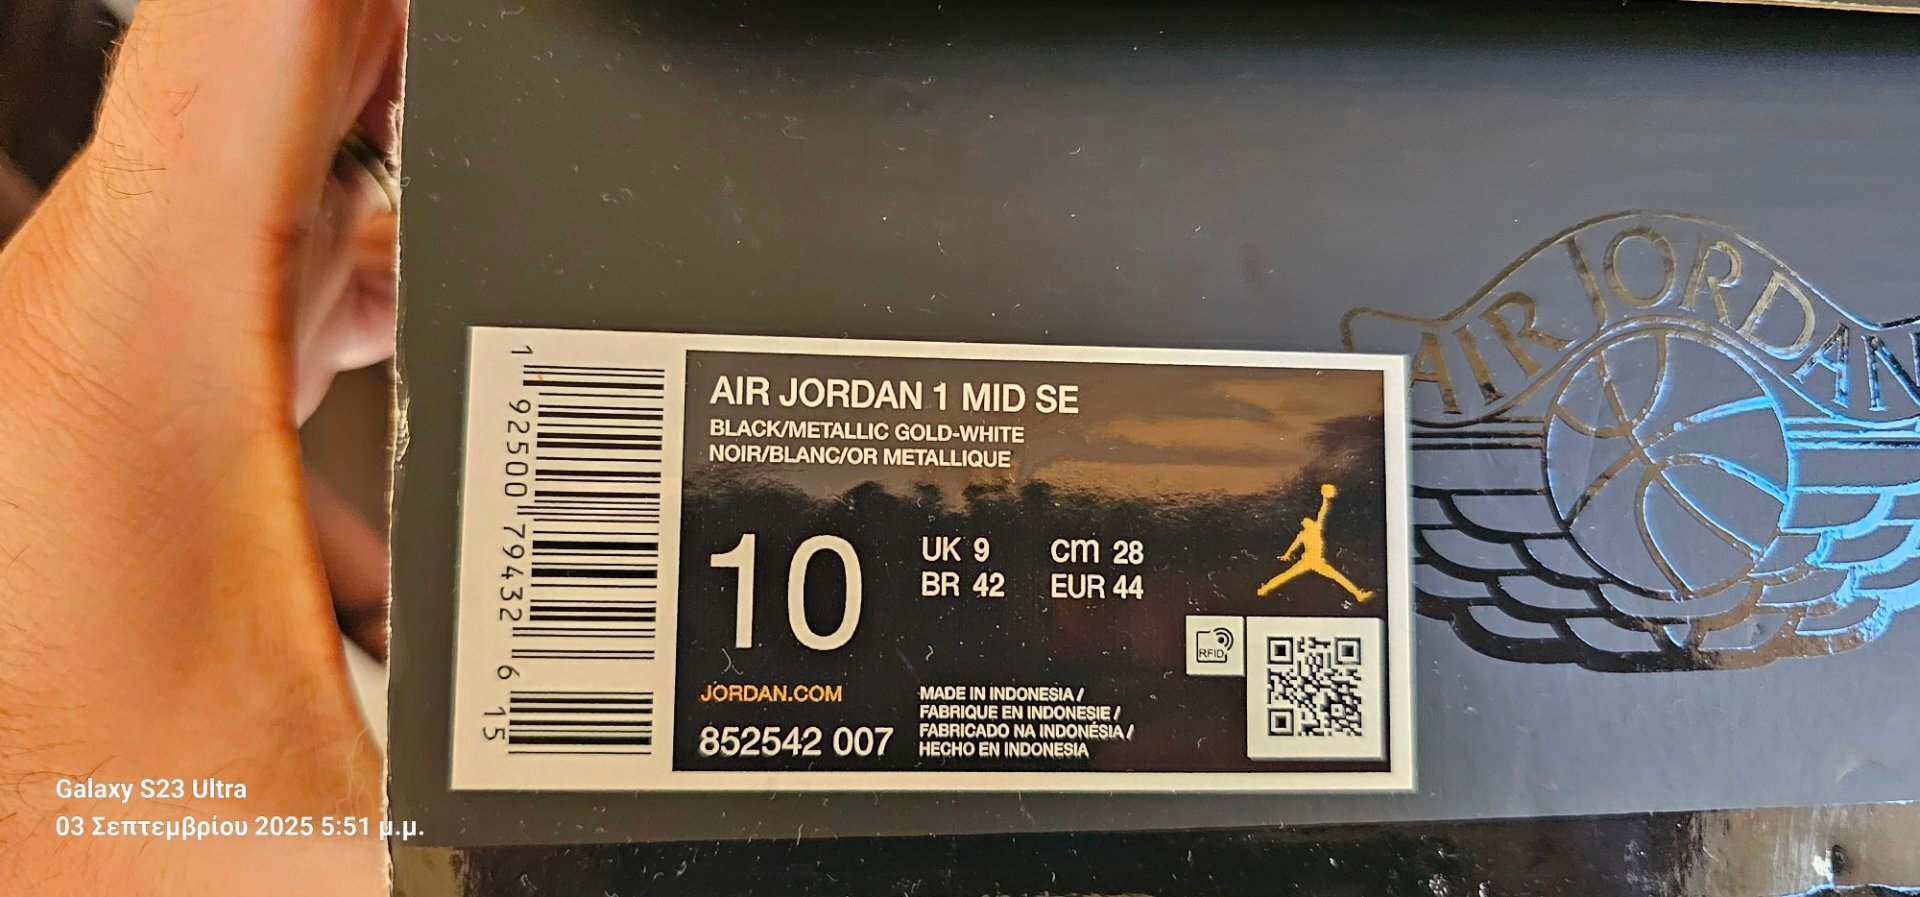 AIR JORDAN
1 92500 79432 6 15
AIR JORDAN 1 MID SE
BLACK/METALLIC GOLD-WHITE
NOIR/BLANC/OR METALLIQUE
10
UK 9
cm 28
BR 42
EUR 44
RFID
JORDAN.COM
852542 007
MADE IN INDONESIA /
FABRIQUE EN INDONESIE /
FABRICADO NA INDONÉSIA /
HECHO EN INDONESIA
Galaxy S23 Ultra
03 Σεπτεμβρίου 2025 5:51 μ.μ.